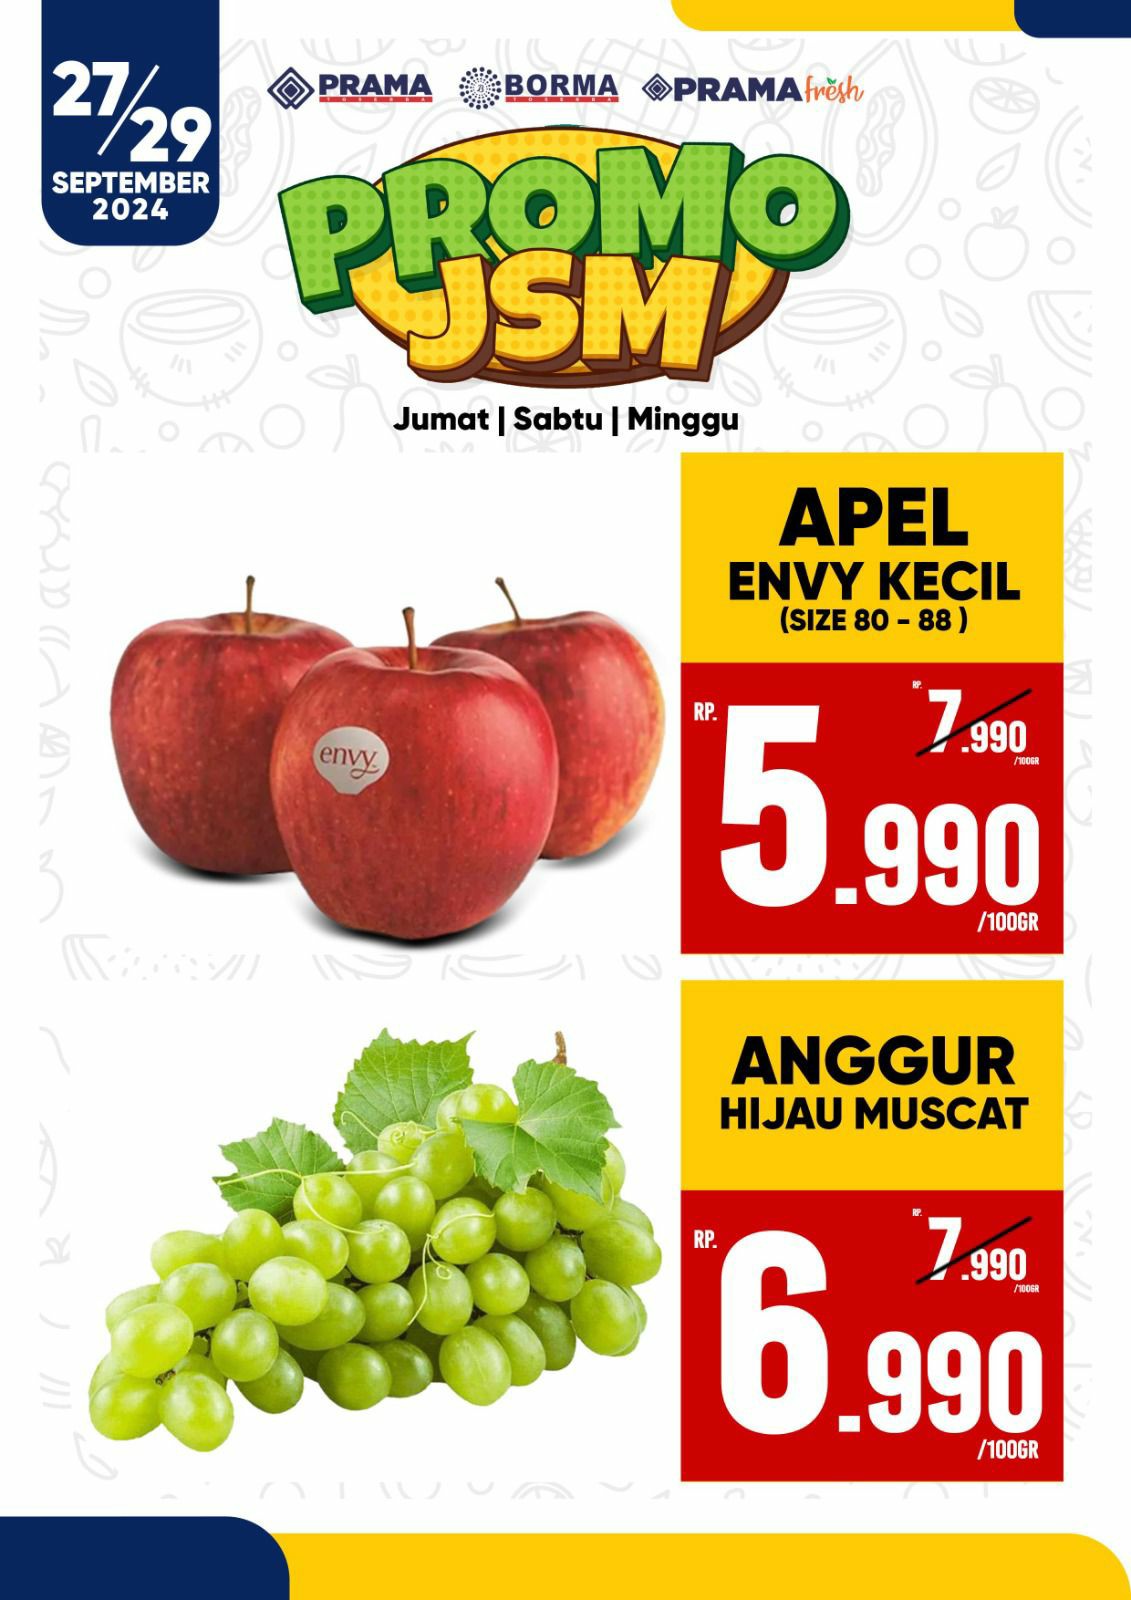 27/29
SEPTEMBER
2024
PRAMA
TOSERBA
BORMA
TOSERBA
PRAMA fresh
PROMO
JSM
Jumat | Sabtu | Minggu
APEL
ENVY KECIL
(SIZE 80 - 88 )
envy
RP. 7.990
/100GR
RP. 5.990
/100GR
ANGGUR
HIJAU MUSCAT
RP. 7.990
/100GR
RP. 6.990
/100GR